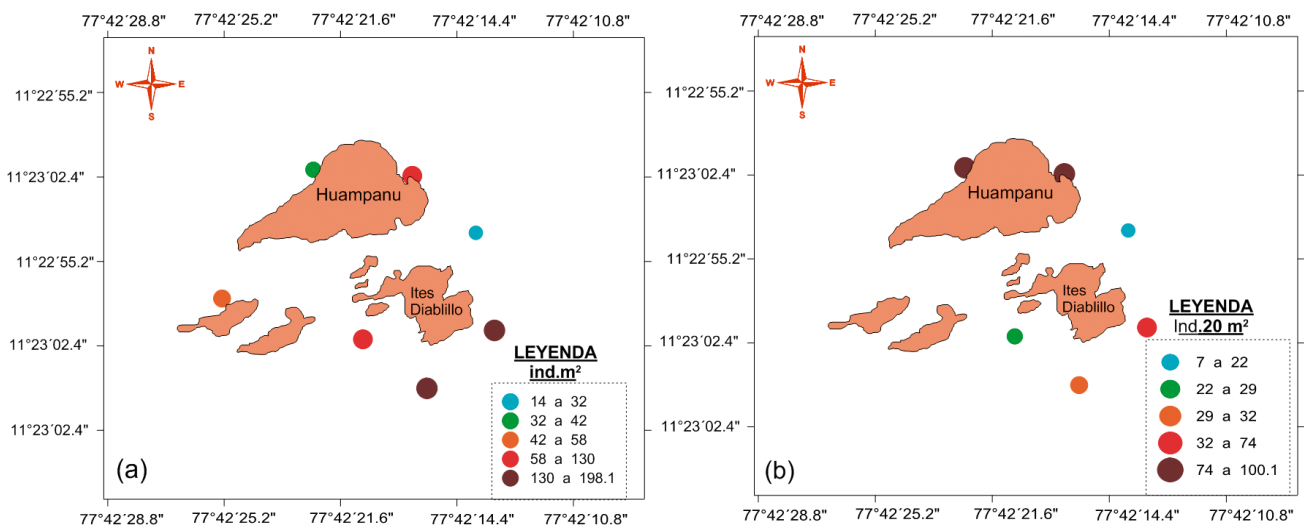 77°42´28.8" 77°42´25.2" 77°42´21.6" 77°42´14.4" 77°42´10.8"
N
W E
S
11°22´55.2"
11°23´02.4"
11°22´55.2"
11°23´02.4"
11°23´02.4"
Huampanu
Ites
Diablillo
LEYENDA
ind.m²
14 a 32
32 a 42
42 a 58
58 a 130
130 a 198.1
(a)
77°42´28.8" 77°42´25.2" 77°42´21.6" 77°42´14.4" 77°42´10.8"
77°42´28.8" 77°42´25.2" 77°42´21.6" 77°42´14.4" 77°42´10.8"
N
W E
S
11°22´55.2"
11°23´02.4"
11°22´55.2"
11°23´02.4"
11°23´02.4"
Huampanu
Ites
Diablillo
LEYENDA
Ind.20 m²
7 a 22
22 a 29
29 a 32
32 a 74
74 a 100.1
(b)
77°42´28.8" 77°42´25.2" 77°42´21.6" 77°42´14.4" 77°42´10.8"